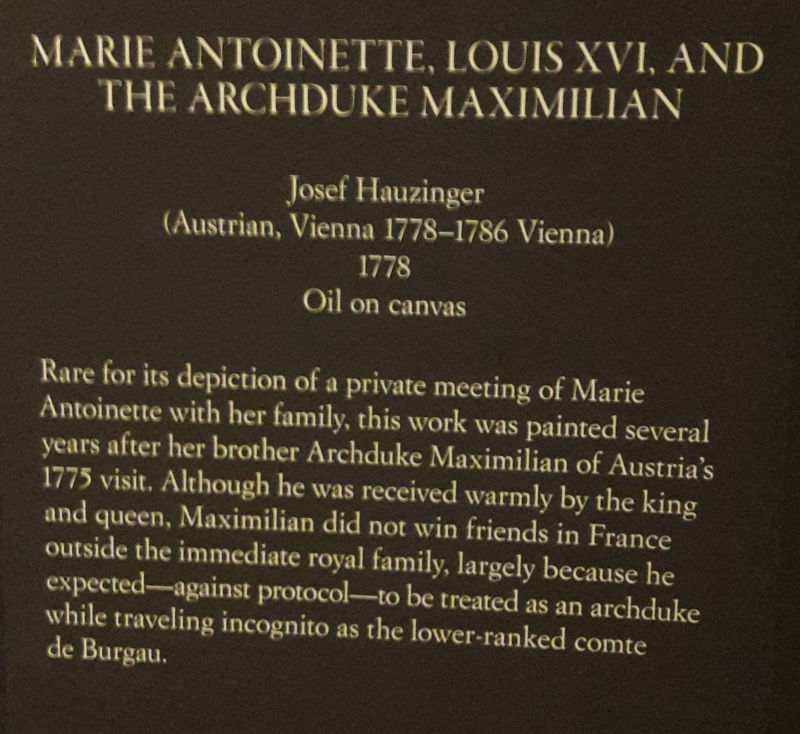 MARIE ANTOINETTE, LOUIS XVI, AND
THE ARCHDUKE MAXIMILIAN
Josef Hauzinger
(Austrian, Vienna 1778–1786 Vienna)
1778
Oil on canvas
Rare for its depiction of a private meeting of Marie
Antoinette with her family, this work was painted several
years after her brother Archduke Maximilian of Austria's
1775 visit. Although he was received warmly by the king
and queen, Maximilian did not win friends in France
outside the immediate royal family, largely because he
expected—against protocol—to be treated as an archduke
while traveling incognito as the lower-ranked comte
de Burgau.